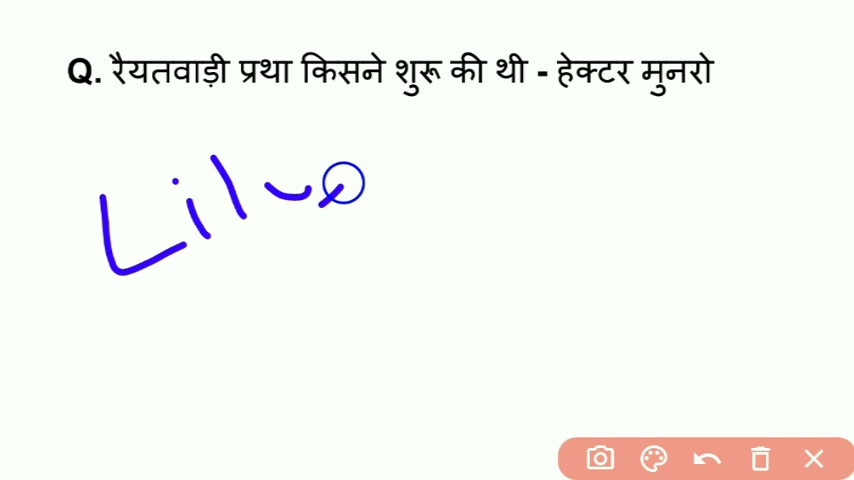 Q. रैयतवाड़ी प्रथा किसने शुरू की थी - हेक्टर मुनरो